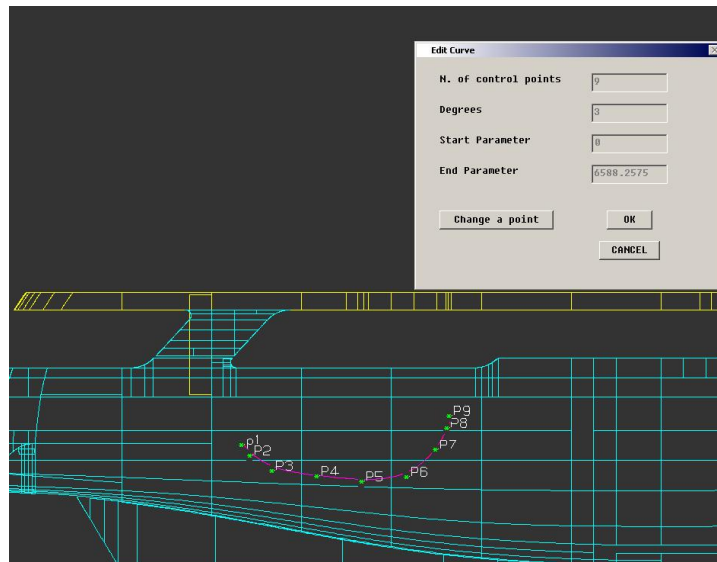 Edit Curve
N. of control points 9
Degrees 3
Start Parameter 0
End Parameter 6588.2575
Change a point OK
CANCEL
P9
P8
p1
P2
P7
P3
P4
P5
P6